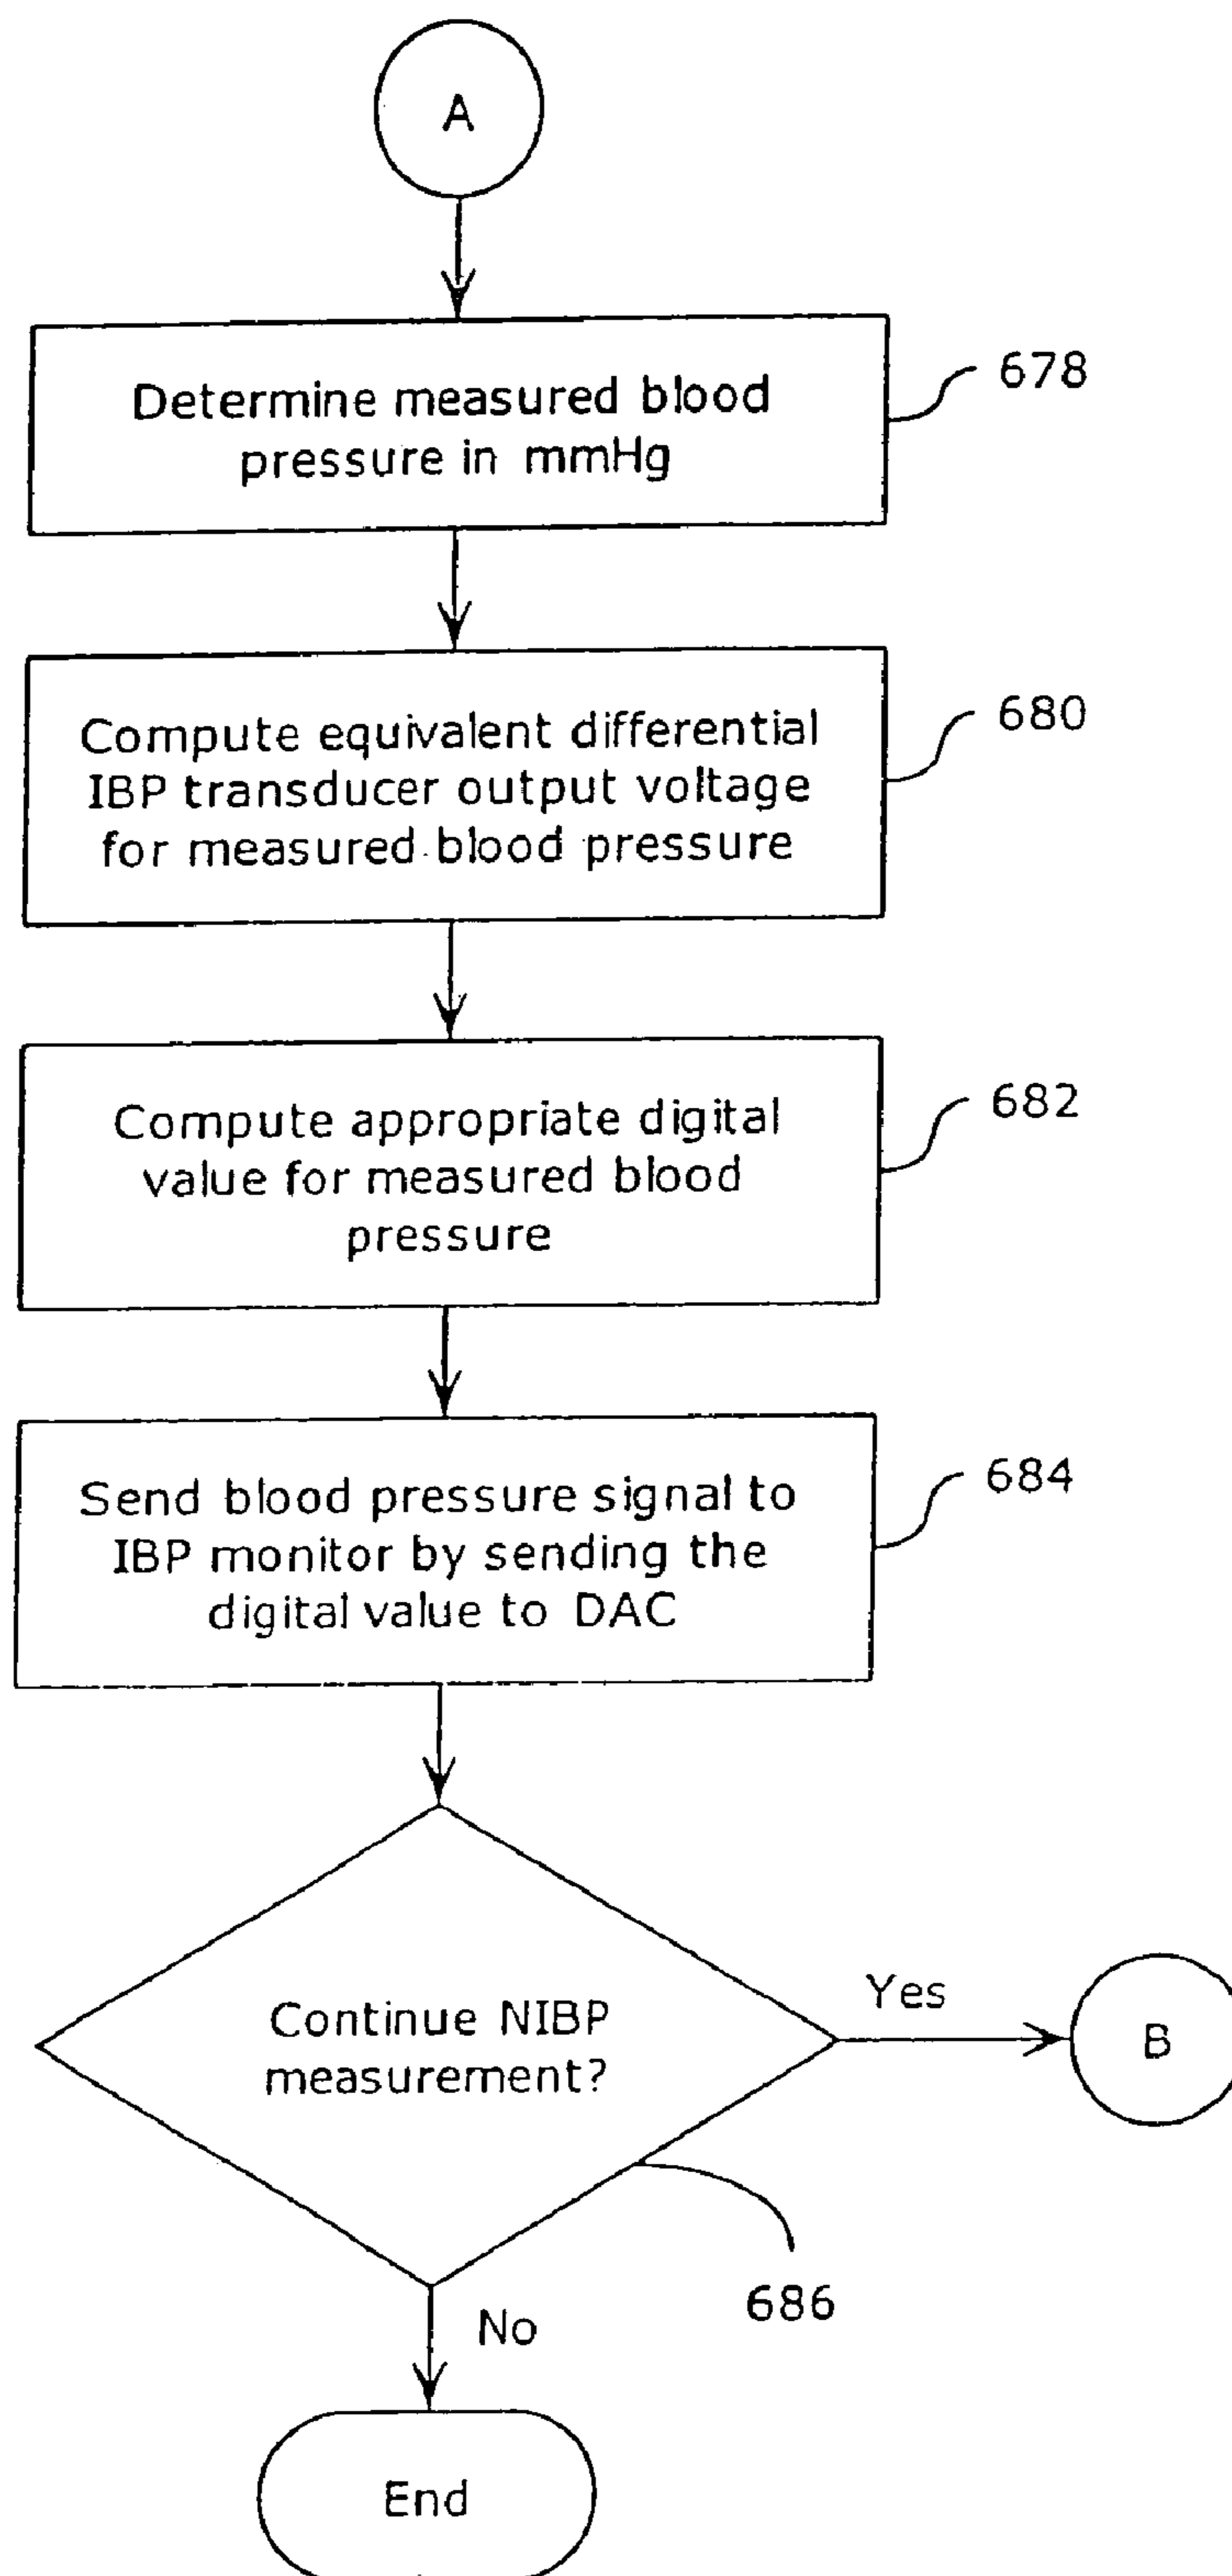 A
Determine measured blood
pressure in mmHg
678
Compute equivalent differential
IBP transducer output voltage
for measured blood pressure
680
Compute appropriate digital
value for measured blood
pressure
682
Send blood pressure signal to
IBP monitor by sending the
digital value to DAC
684
Continue NIBP
measurement?
Yes
B
686
No
End